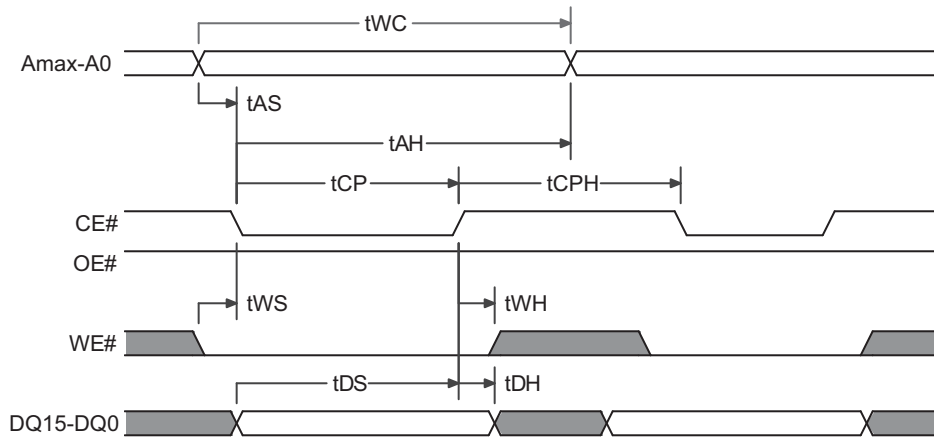 tWC
Amax-A0
tAS
tAH
tCP
tCPH
CE#
OE#
tWS
tWH
WE#
tDS
tDH
DQ15-DQ0